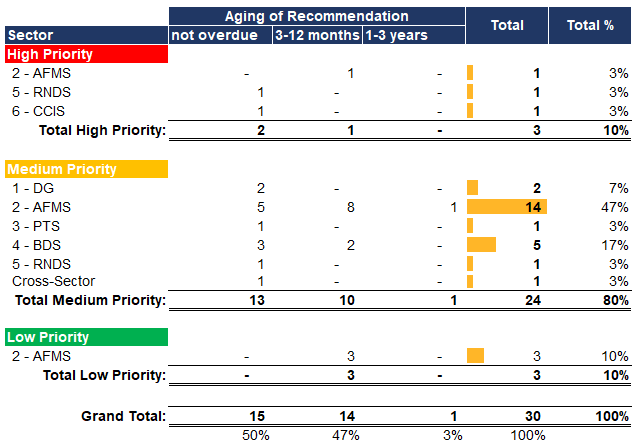 Aging of Recommendation
Sector not overdue 3-12 months 1-3 years Total Total %
High Priority
2 - AFMS - 1 - 1 3%
5 - RNDS 1 - - 1 3%
6 - CCIS 1 - - 1 3%
Total High Priority: 2 1 - 3 10%
Medium Priority
1 - DG 2 - - 2 7%
2 - AFMS 5 8 1 14 47%
3 - PTS 1 - - 1 3%
4 - BDS 3 2 - 5 17%
5 - RNDS 1 - - 1 3%
Cross-Sector 1 - - 1 3%
Total Medium Priority: 13 10 1 24 80%
Low Priority
2 - AFMS - 3 - 3 10%
Total Low Priority: - 3 - 3 10%
Grand Total: 15 14 1 30 100%
50% 47% 3% 100%